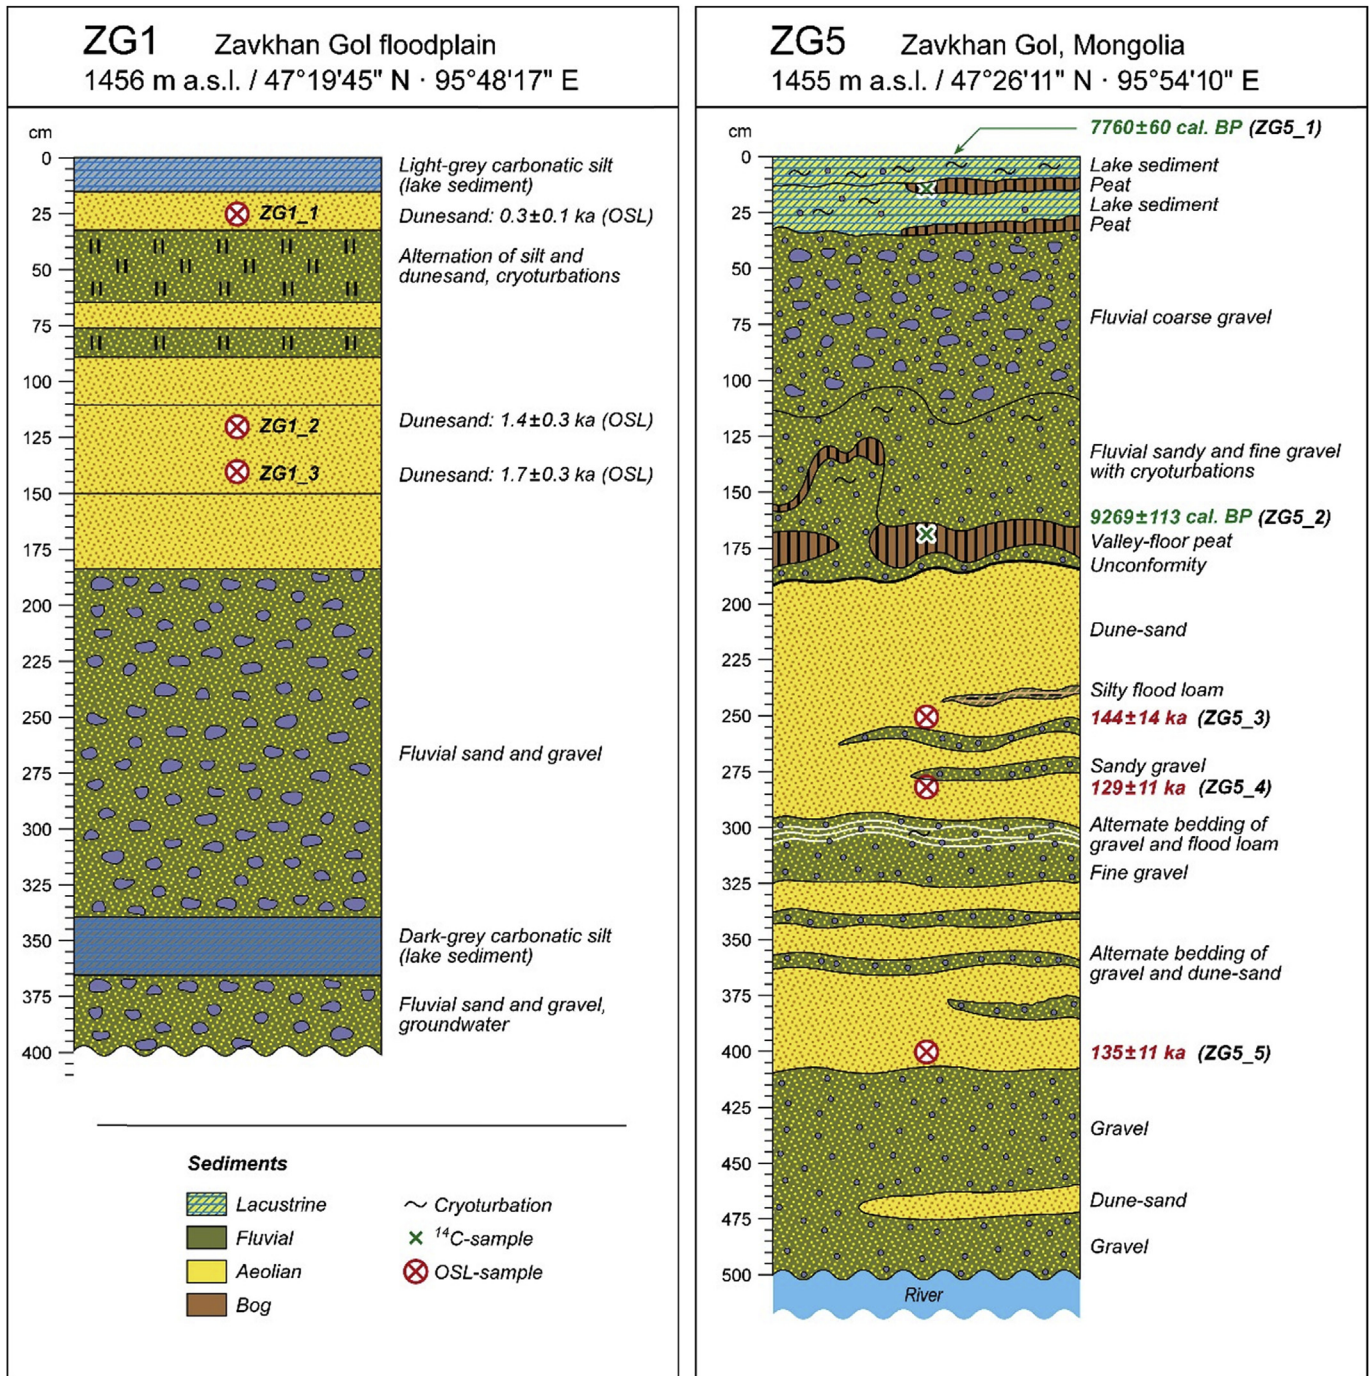 ZG1 Zavkhan Gol floodplain
1456 m a.s.l. / 47°19'45" N · 95°48'17" E
cm
0
25
50
75
100
125
150
175
200
225
250
275
300
325
350
375
400
Light-grey carbonatic silt
(lake sediment)
ZG1_1
Dunesand: 0.3±0.1 ka (OSL)
Alternation of silt and
dunesand, cryoturbations
ZG1_2
Dunesand: 1.4±0.3 ka (OSL)
ZG1_3
Dunesand: 1.7±0.3 ka (OSL)
Fluvial sand and gravel
Dark-grey carbonatic silt
(lake sediment)
Fluvial sand and gravel,
groundwater
Sediments
Lacustrine
Fluvial
Aeolian
Bog
Cryoturbation
14C-sample
OSL-sample
ZG5 Zavkhan Gol, Mongolia
1455 m a.s.l. / 47°26'11" N · 95°54'10" E
cm
0
25
50
75
100
125
150
175
200
225
250
275
300
325
350
375
400
425
450
475
500
7760±60 cal. BP (ZG5_1)
Lake sediment
Peat
Lake sediment
Peat
Fluvial coarse gravel
Fluvial sandy and fine gravel
with cryoturbations
9269±113 cal. BP (ZG5_2)
Valley-floor peat
Unconformity
Dune-sand
Silty flood loam
144±14 ka (ZG5_3)
Sandy gravel
129±11 ka (ZG5_4)
Alternate bedding of
gravel and flood loam
Fine gravel
Alternate bedding of
gravel and dune-sand
135±11 ka (ZG5_5)
Gravel
Dune-sand
Gravel
River